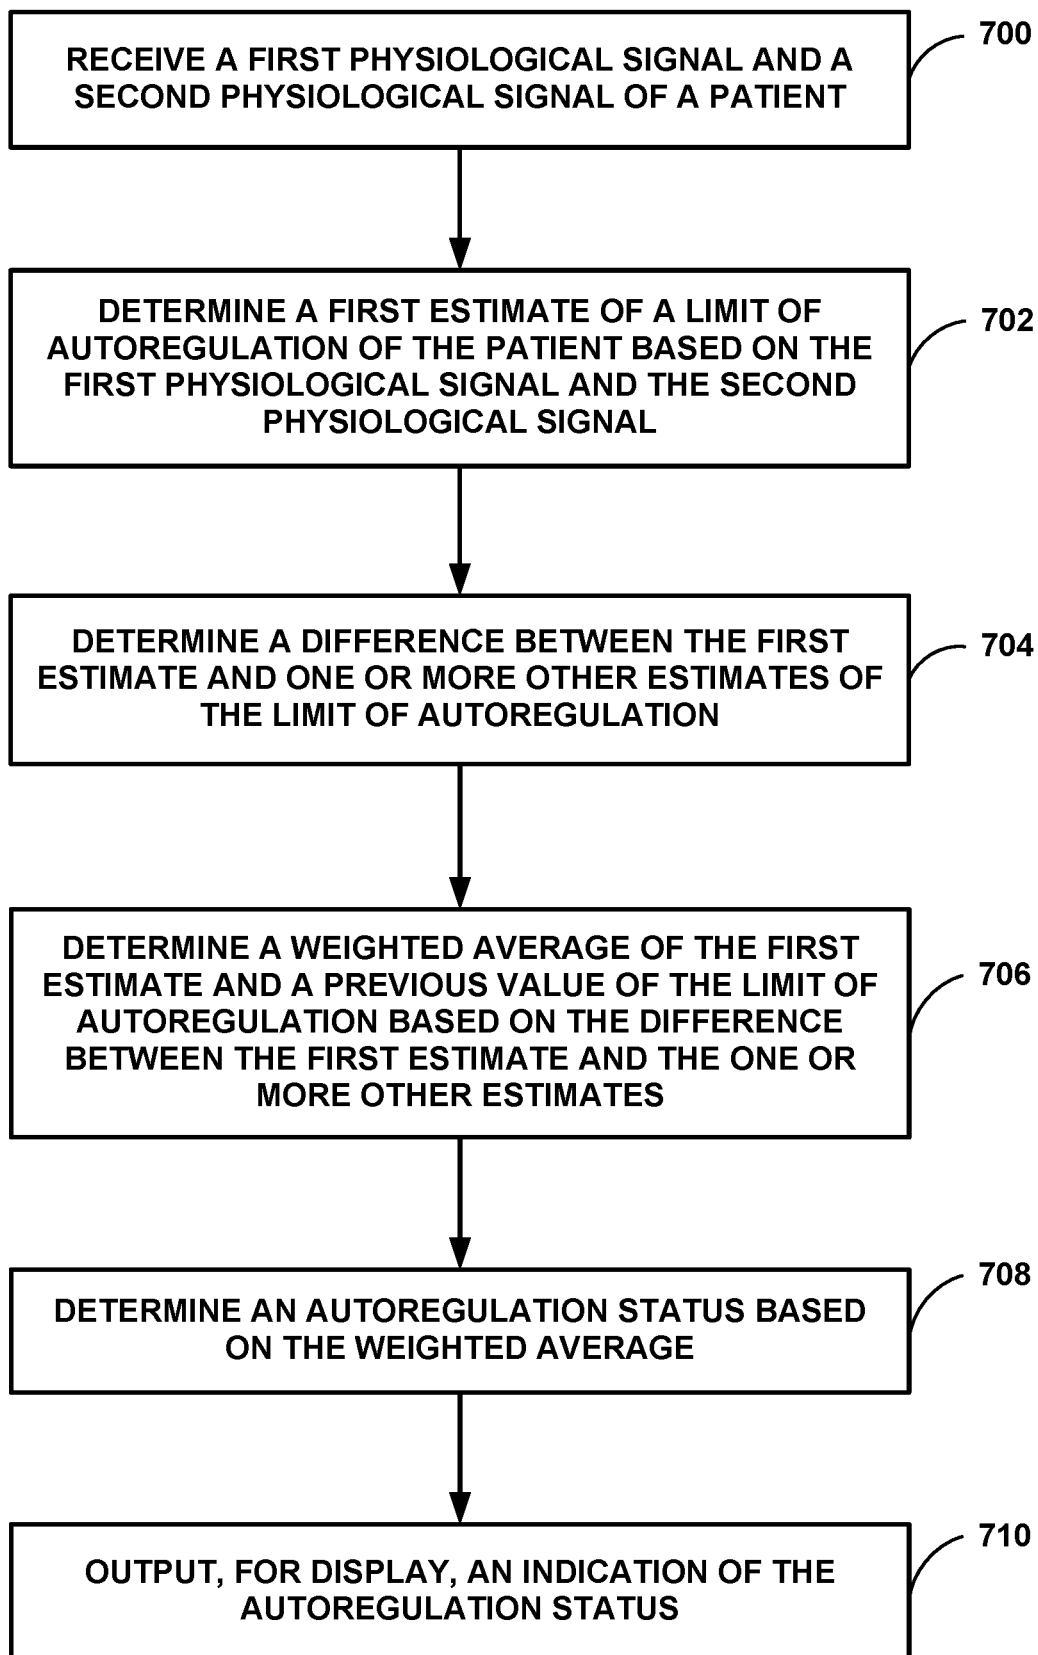 RECEIVE A FIRST PHYSIOLOGICAL SIGNAL AND A
SECOND PHYSIOLOGICAL SIGNAL OF A PATIENT
700
DETERMINE A FIRST ESTIMATE OF A LIMIT OF
AUTOREGULATION OF THE PATIENT BASED ON THE
FIRST PHYSIOLOGICAL SIGNAL AND THE SECOND
PHYSIOLOGICAL SIGNAL
702
DETERMINE A DIFFERENCE BETWEEN THE FIRST
ESTIMATE AND ONE OR MORE OTHER ESTIMATES OF
THE LIMIT OF AUTOREGULATION
704
DETERMINE A WEIGHTED AVERAGE OF THE FIRST
ESTIMATE AND A PREVIOUS VALUE OF THE LIMIT OF
AUTOREGULATION BASED ON THE DIFFERENCE
BETWEEN THE FIRST ESTIMATE AND THE ONE OR
MORE OTHER ESTIMATES
706
DETERMINE AN AUTOREGULATION STATUS BASED
ON THE WEIGHTED AVERAGE
708
OUTPUT, FOR DISPLAY, AN INDICATION OF THE
AUTOREGULATION STATUS
710